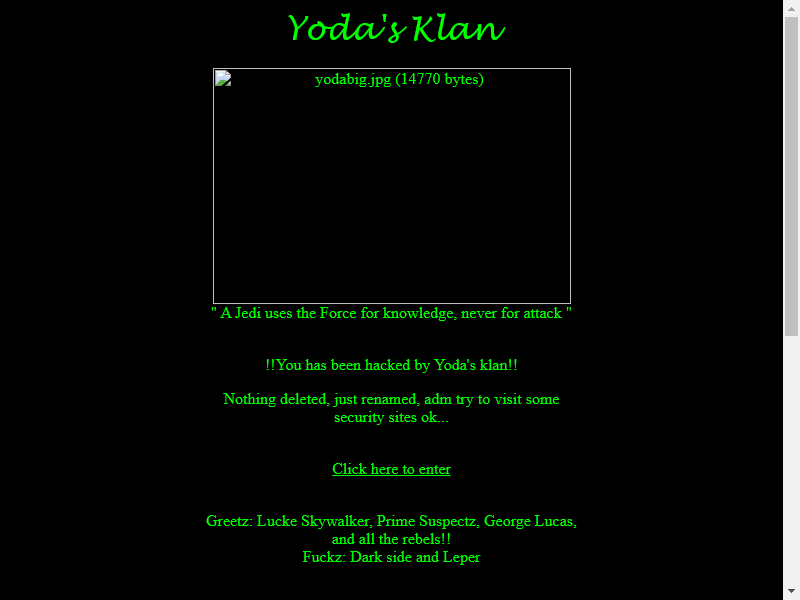 Yoda's Klan
yodabig.jpg (14770 bytes)
" A Jedi uses the Force for knowledge, never for attack "
!!You has been hacked by Yoda's klan!!
Nothing deleted, just renamed, adm try to visit some
security sites ok...
Click here to enter
Greetz: Lucke Skywalker, Prime Suspectz, George Lucas,
and all the rebels!!
Fuckz: Dark side and Leper